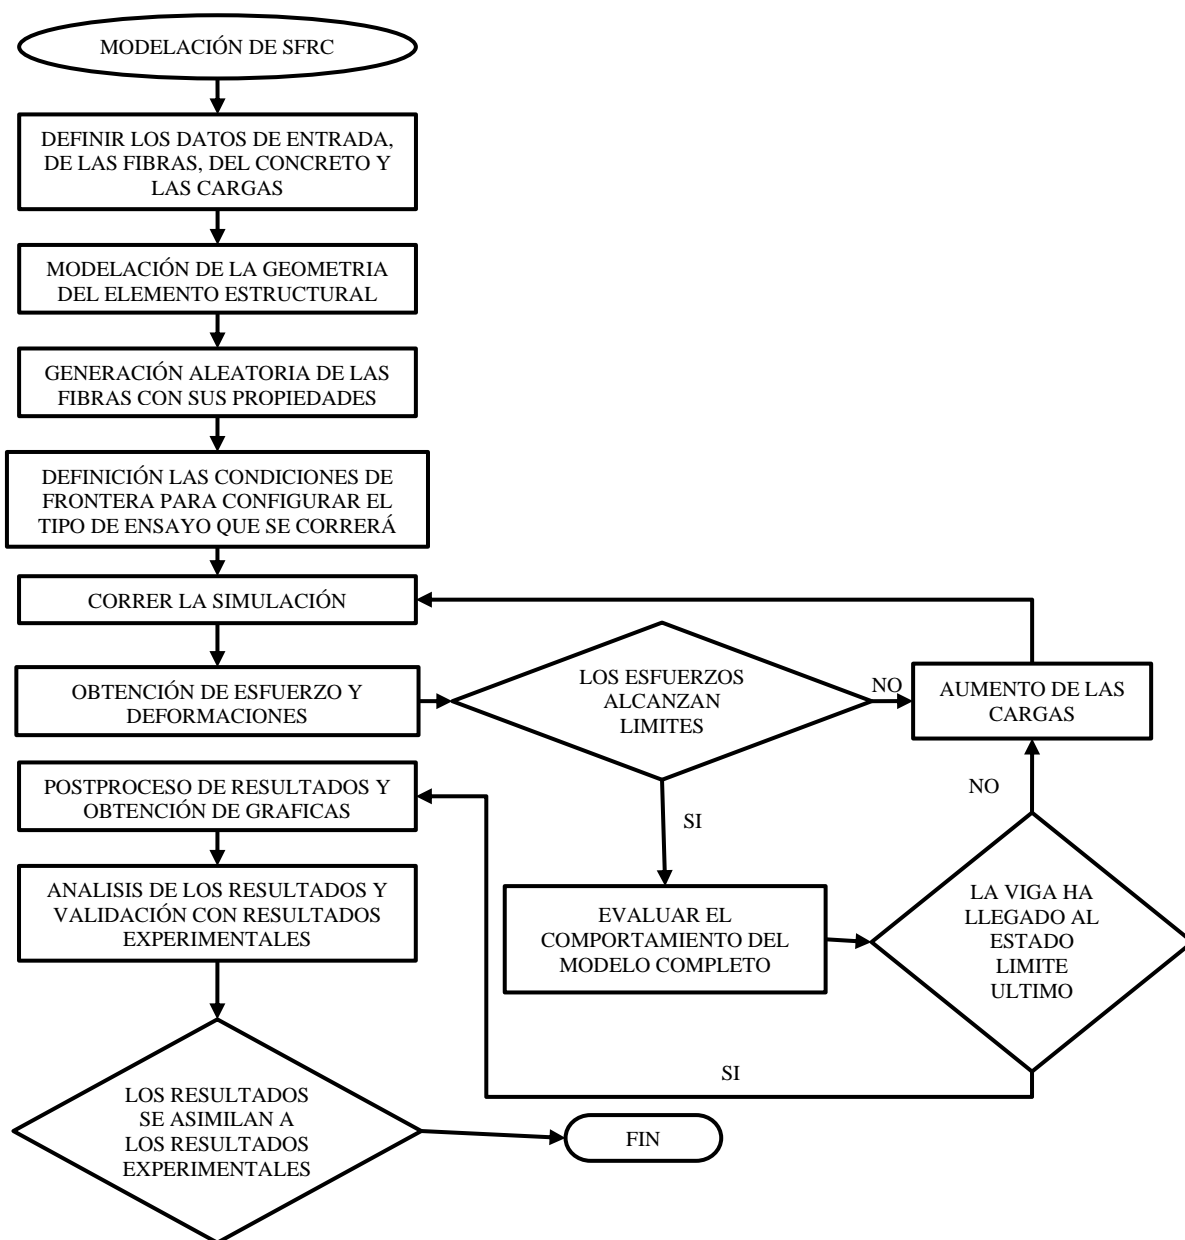 MODELACIÓN DE SFRC
DEFINIR LOS DATOS DE ENTRADA,
DE LAS FIBRAS, DEL CONCRETO Y
LAS CARGAS
MODELACIÓN DE LA GEOMETRIA
DEL ELEMENTO ESTRUCTURAL
GENERACIÓN ALEATORIA DE LAS
FIBRAS CON SUS PROPIEDADES
DEFINICIÓN LAS CONDICIONES DE
FRONTERA PARA CONFIGURAR EL
TIPO DE ENSAYO QUE SE CORRERÁ
CORRER LA SIMULACIÓN
OBTENCIÓN DE ESFUERZO Y
DEFORMACIONES
LOS ESFUERZOS
ALCANZAN
LIMITES
NO
AUMENTO DE LAS
CARGAS
SI
NO
EVALUAR EL
COMPORTAMIENTO DEL
MODELO COMPLETO
LA VIGA HA
LLEGADO AL
ESTADO
LIMITE
ULTIMO
SI
POSTPROCESO DE RESULTADOS Y
OBTENCIÓN DE GRAFICAS
ANALISIS DE LOS RESULTADOS Y
VALIDACIÓN CON RESULTADOS
EXPERIMENTALES
LOS RESULTADOS
SE ASIMILAN A
LOS RESULTADOS
EXPERIMENTALES
FIN